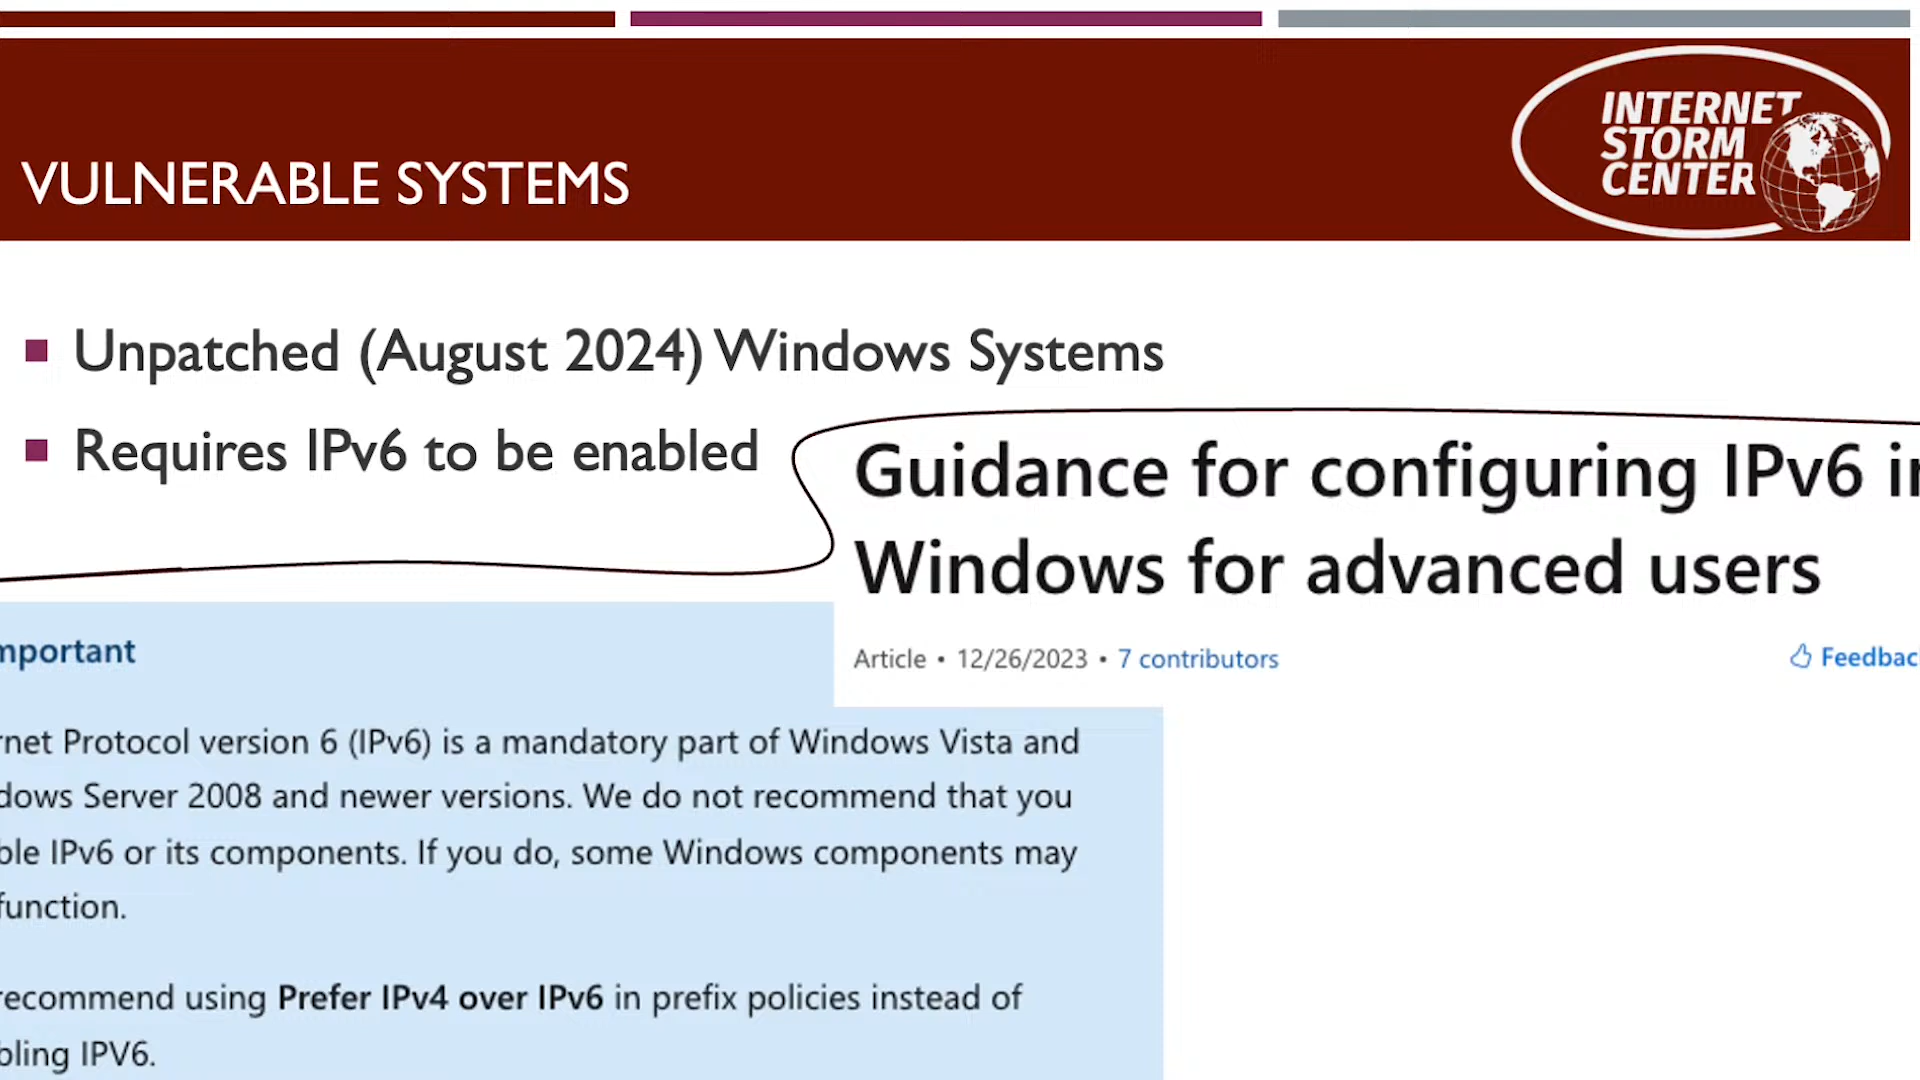 INTERNET
STORM
CENTER
VULNERABLE SYSTEMS
Unpatched (August 2024) Windows Systems
Requires IPv6 to be enabled
Guidance for configuring IPv6 in
Windows for advanced users
Article • 12/26/2023 • 7 contributors
Feedbac
mportant
rnet Protocol version 6 (IPv6) is a mandatory part of Windows Vista and
dows Server 2008 and newer versions. We do not recommend that you
ble IPv6 or its components. If you do, some Windows components may
function.
recommend using Prefer IPv4 over IPv6 in prefix policies instead of
bling IPV6.